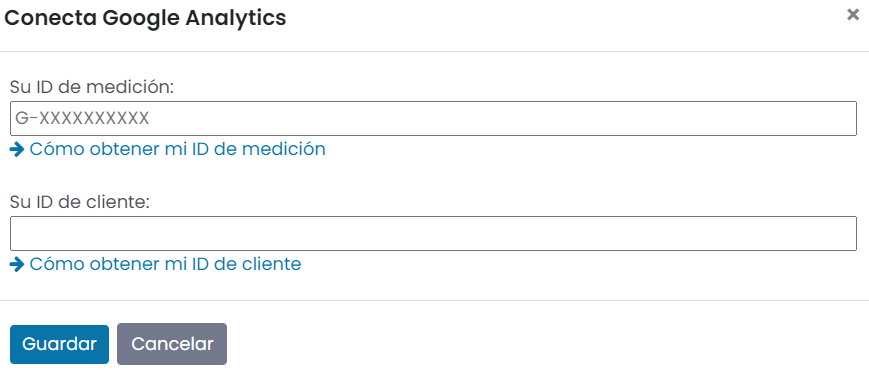 Conecta Google Analytics
×
Su ID de medición:
G-XXXXXXXXXX
Cómo obtener mi ID de medición
Su ID de cliente:
Cómo obtener mi ID de cliente
Guardar Cancelar